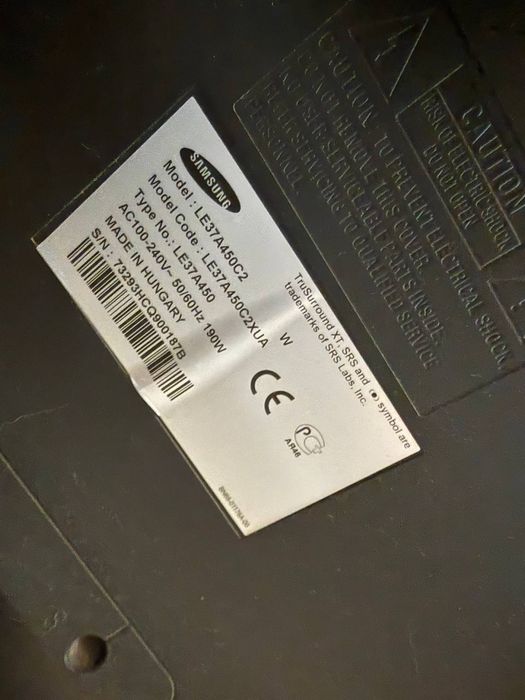 SAMSUNG
Model : LE37A450C2
Model Code : LE37A450C2XUA W
Type No.: LE37A450
AC100-240V~ 50/60Hz 190W
MADE IN HUNGARY
S/N : 73293HCQ900187B
TruSurround XT, SRS and (●) symbol are
trademarks of SRS Labs, Inc.
CE
AЯ46
CAUTION
RISK OF ELECTRIC SHOCK
DO NOT OPEN
CAUTION: TO PREVENT ELECTRICAL SHOCK,
DO NOT REMOVE THIS COVER.
NO USER SERVICEABLE PARTS INSIDE.
REFER SERVICING TO QUALIFIED SERVICE
PERSONNEL.